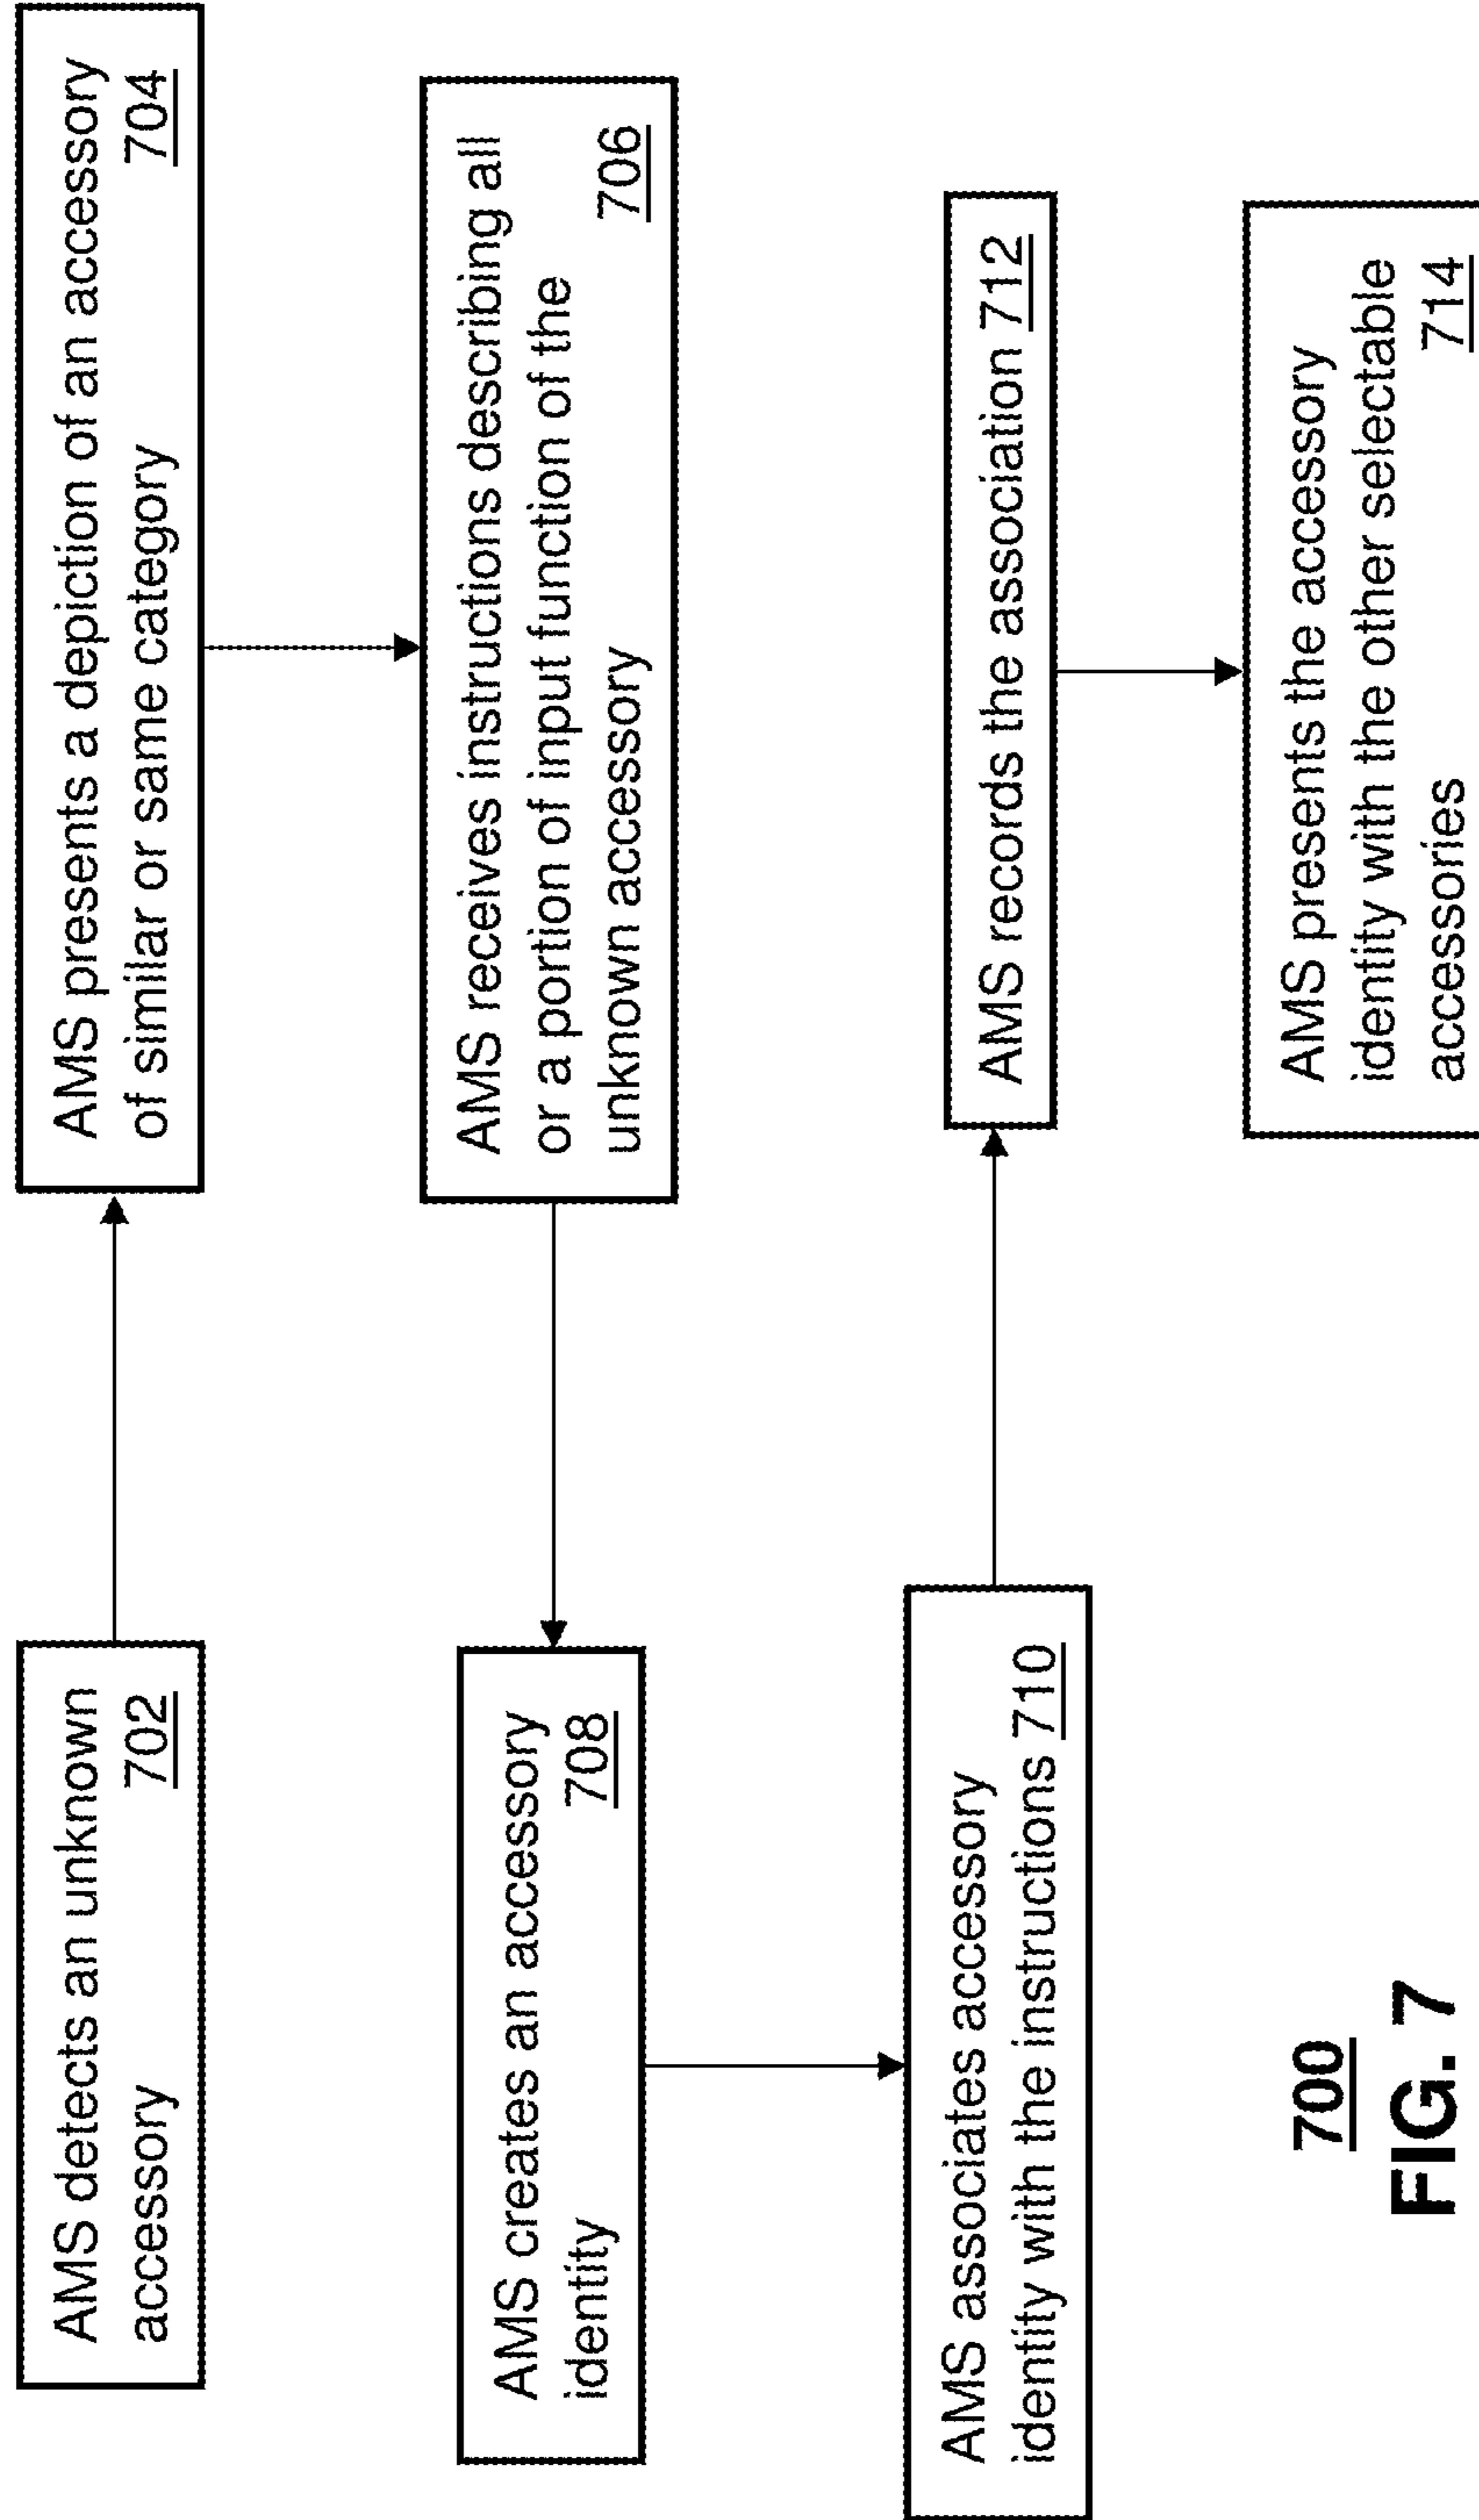 AMS detects an unknown
accessory 702
AMS presents a depiction of an accessory
of similar or same category 704
AMS receives instructions describing all
or a portion of input function of the
unknown accessory 706
AMS creates an accessory
identity 708
AMS associates accessory
identity with the instructions 710
AMS records the association 712
AMS presents the accessory
identity with the other selectable
accessories 714
700
FIG. 7